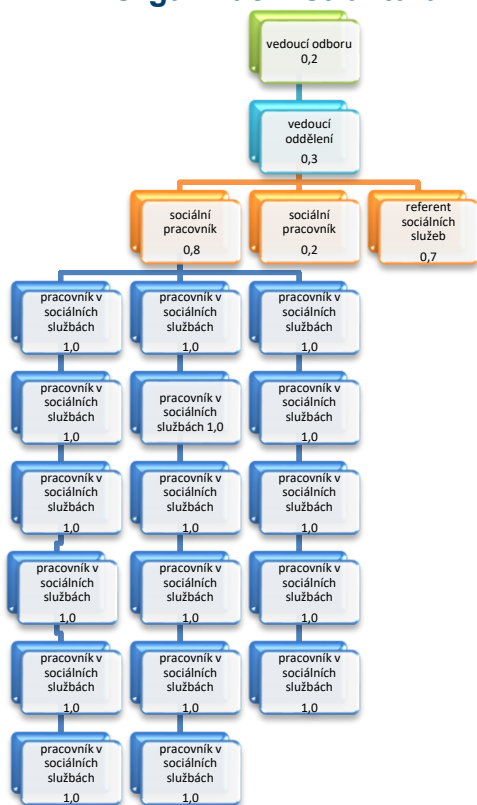 vedoucí odboru
0,2
vedoucí
oddělení
0,3
sociální
pracovník
0,8
sociální
pracovník
0,2
referent
sociálních
služeb
0,7
pracovník v
sociálních
službách
1,0
pracovník v
sociálních
službách
1,0
pracovník v
sociálních
službách
1,0
pracovník v
sociálních
službách
1,0
pracovník v
sociálních
službách 1,0
pracovník v
sociálních
službách
1,0
pracovník v
sociálních
službách
1,0
pracovník v
sociálních
službách
1,0
pracovník v
sociálních
službách
1,0
pracovník v
sociálních
službách
1,0
pracovník v
sociálních
službách
1,0
pracovník v
sociálních
službách
1,0
pracovník v
sociálních
službách
1,0
pracovník v
sociálních
službách
1,0
pracovník v
sociálních
službách
1,0
pracovník v
sociálních
službách
1,0
pracovník v
sociálních
službách
1,0